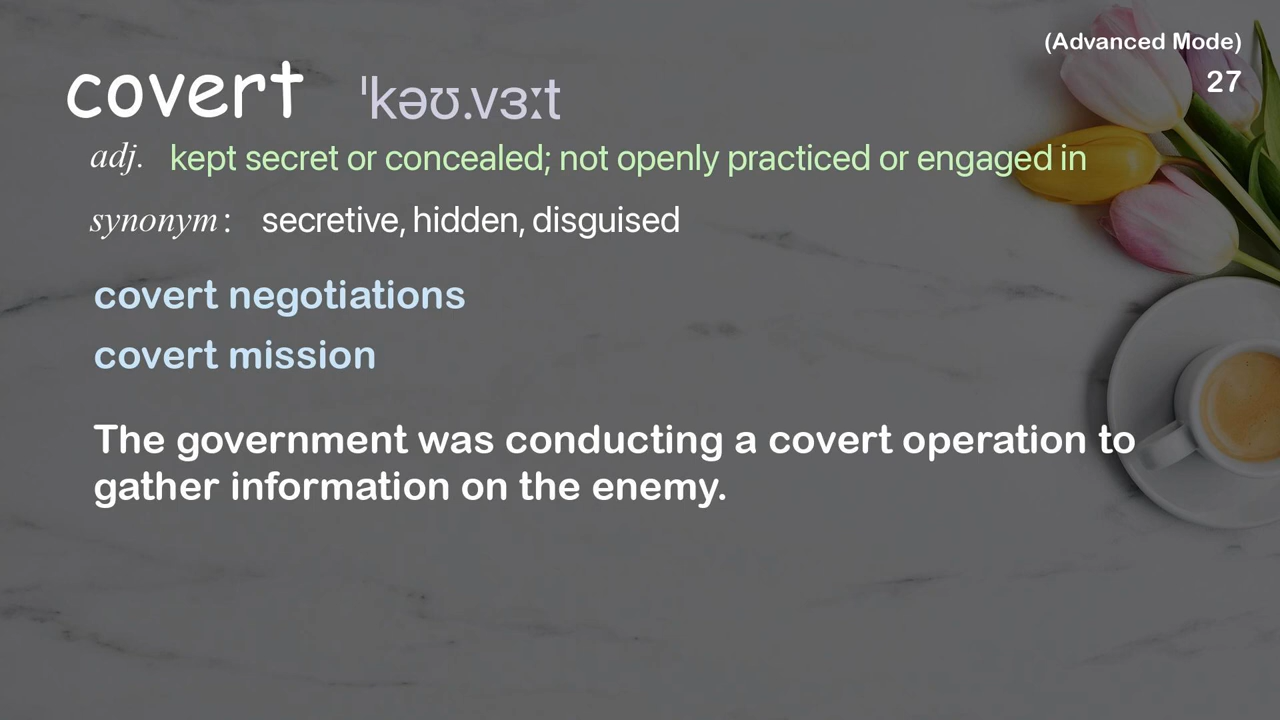 (Advanced Mode)
27
covert ˈkəʊ.vɜːt
adj. kept secret or concealed; not openly practiced or engaged in
synonym: secretive, hidden, disguised
covert negotiations
covert mission
The government was conducting a covert operation to
gather information on the enemy.